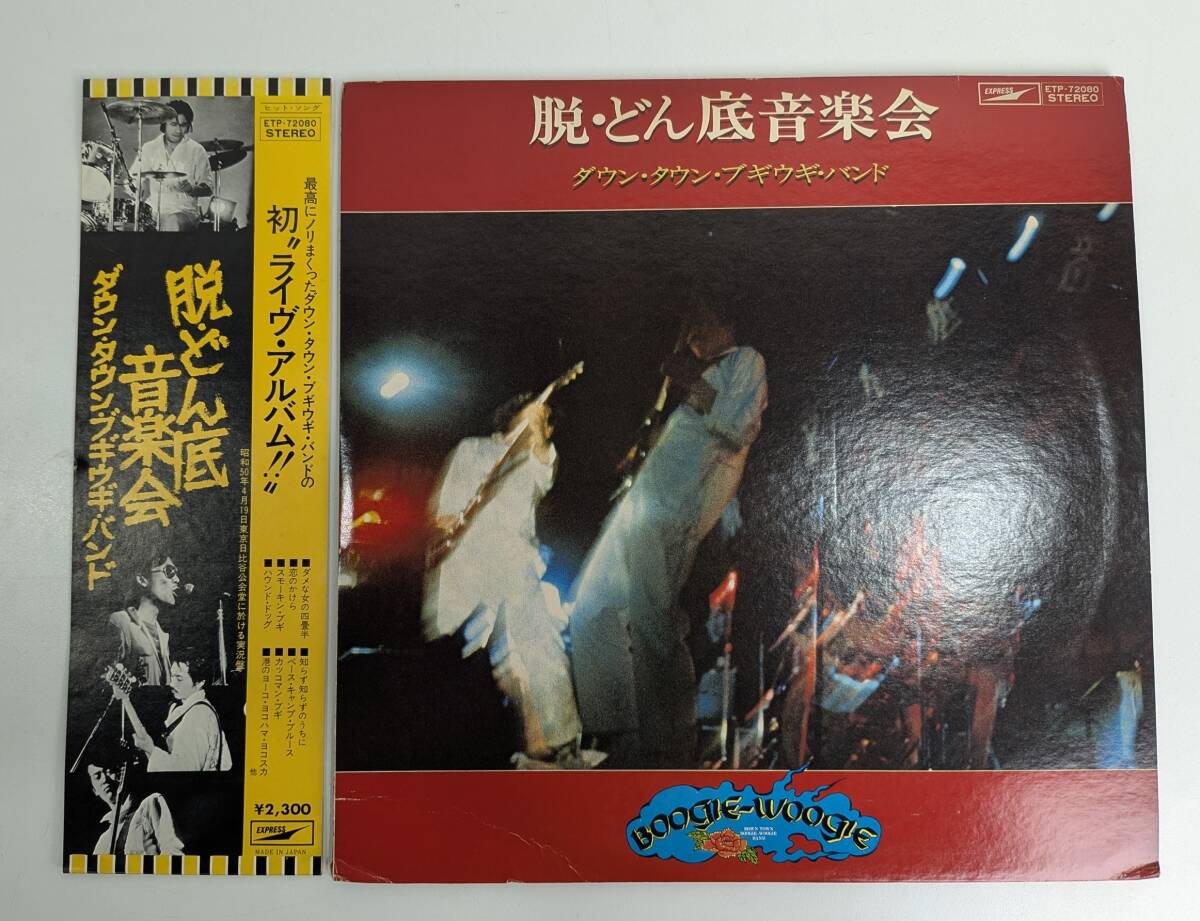 ヒット・ソング
ETP-72080
STEREO
最高にノリまくったダウン・タウン・ブギウギ・バンドの
初〝ライヴ・アルバム!!〟
脱・どん底
音楽会
ダウン・タウン・ブギウギ・バンド
昭和50年4月19日東京日比谷公会堂に於ける実況盤
■ダメな女の四畳半
■恋のかけら
■スモーキン・ブギ
■ハウンド・ドッグ
■知らず知らずのうちに
■ベース・キャンプ・ブルース
■カッコマン・ブギ
■港のヨーコ・ヨコハマ・ヨコスカ
他
¥2,300
EXPRESS
MADE IN JAPAN
脱・どん底音楽会
ダウン・タウン・ブギウギ・バンド
EXPRESS
ETP-72080
STEREO
BOOGIE-WOOGIE
DOWN TOWN
BOOGIE-WOOGIE
BAND